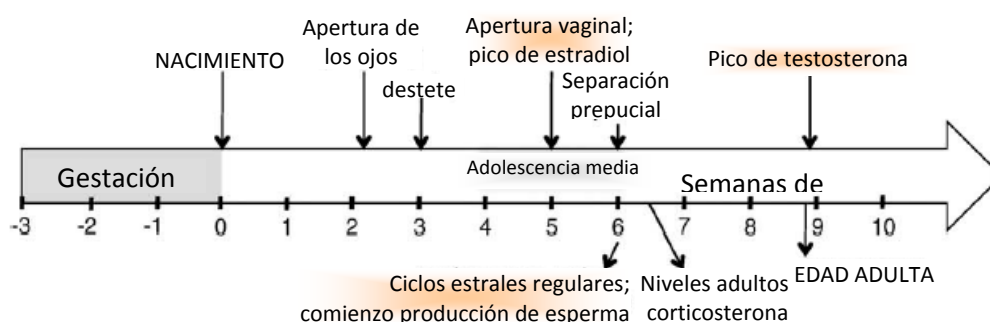 Apertura de
los ojos
Apertura vaginal;
pico de estradiol
NACIMIENTO
destete
Separación
prepucial
Pico de testosterona
Gestación
Adolescencia media
Semanas de
-3 -2 -1 0 1 2 3 4 5 6 7 8 9 10
Ciclos estrales regulares;
comienzo producción de esperma
Niveles adultos
corticosterona
EDAD ADULTA